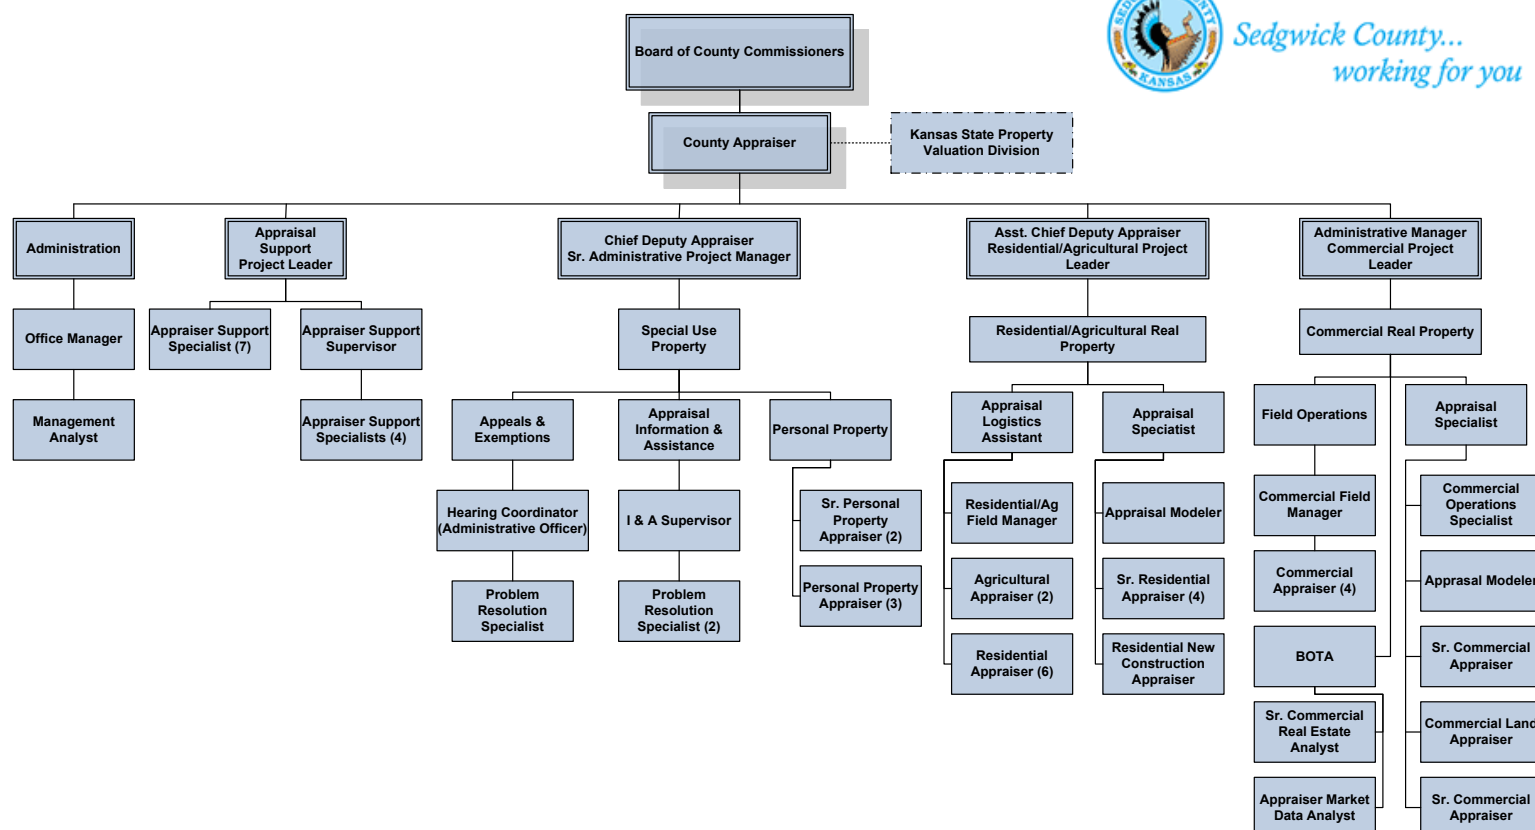 Board of County Commissioners
Sedgwick County...
working for you
KANSAS
County Appraiser
Kansas State Property
Valuation Division
Administration
Appraisal
Support
Project Leader
Chief Deputy Appraiser
Sr. Administrative Project Manager
Asst. Chief Deputy Appraiser
Residential/Agricultural Project
Leader
Administrative Manager
Commercial Project
Leader
Office Manager
Appraiser Support
Specialist (7)
Appraiser Support
Supervisor
Special Use
Property
Residential/Agricultural Real
Property
Commercial Real Property
Management
Analyst
Appraiser Support
Specialists (4)
Appeals &
Exemptions
Appraisal
Information &
Assistance
Personal Property
Appraisal
Logistics
Assistant
Appraisal
Speciatist
Field Operations
Appraisal
Specialist
Hearing Coordinator
(Administrative Officer)
I & A Supervisor
Sr. Personal
Property
Appraiser (2)
Residential/Ag
Field Manager
Appraisal Modeler
Commercial Field
Manager
Commercial
Operations
Specialist
Problem
Resolution
Specialist
Problem
Resolution
Specialist (2)
Personal Property
Appraiser (3)
Agricultural
Appraiser (2)
Sr. Residential
Appraiser (4)
Commercial
Appraiser (4)
Apprasal Modeler
Residential
Appraiser (6)
Residential New
Construction
Appraiser
BOTA
Sr. Commercial
Appraiser
Sr. Commercial
Real Estate
Analyst
Commercial Land
Appraiser
Appraiser Market
Data Analyst
Sr. Commercial
Appraiser